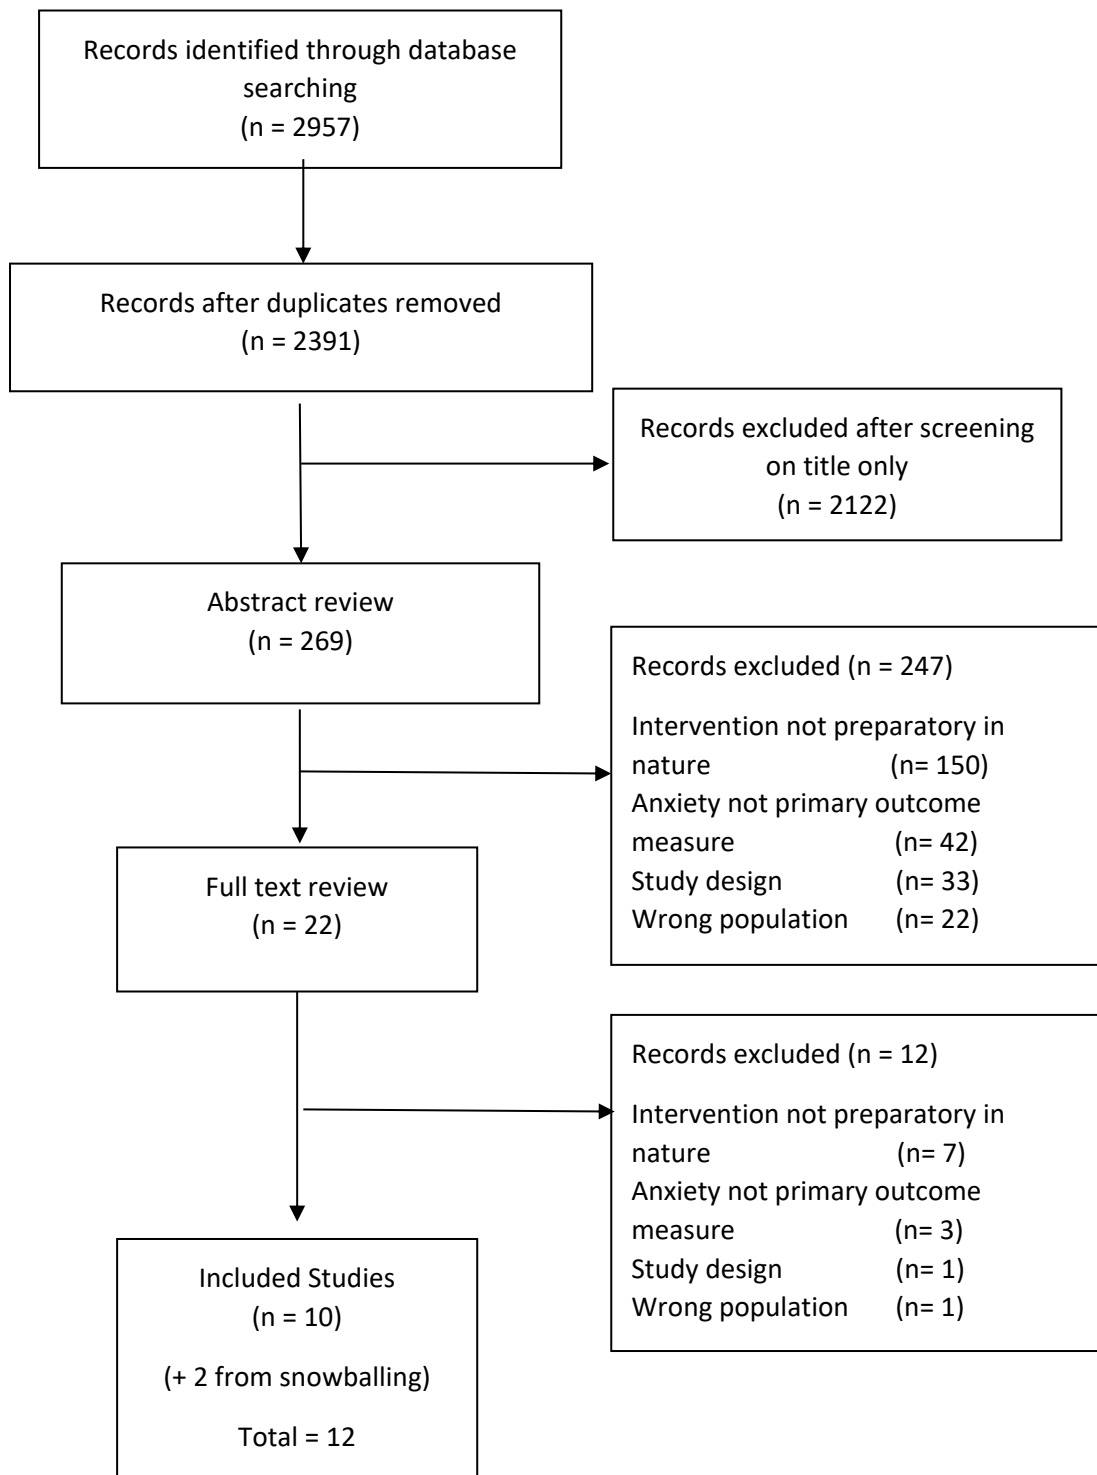 Records identified through database
searching
(n = 2957)
Records after duplicates removed
(n = 2391)
Records excluded after screening
on title only
(n = 2122)
Abstract review
(n = 269)
Records excluded (n = 247)
Intervention not preparatory in
nature (n= 150)
Anxiety not primary outcome
measure (n= 42)
Study design (n= 33)
Wrong population (n= 22)
Full text review
(n = 22)
Records excluded (n = 12)
Intervention not preparatory in
nature (n= 7)
Anxiety not primary outcome
measure (n= 3)
Study design (n= 1)
Wrong population (n= 1)
Included Studies
(n = 10)
(+ 2 from snowballing)
Total = 12